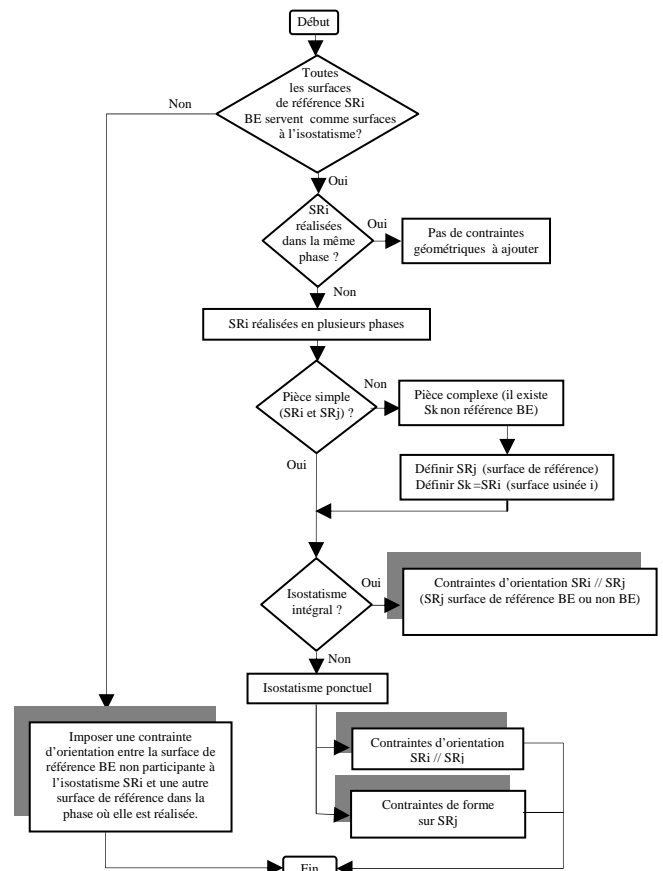 Début
Toutes
les surfaces
de référence SRi
BE servent comme surfaces
à l'isostatisme?
Non
Oui
SRi
réalisées
dans la même
phase ?
Oui
Pas de contraintes
géométriques à ajouter
Non
SRi réalisées en plusieurs phases
Pièce simple
(SRi et SRj) ?
Non
Pièce complexe (il existe
Sk non référence BE)
Oui
Définir SRj (surface de référence)
Définir Sk =SRi (surface usinée i)
Isostatisme
intégral ?
Oui
Contraintes d'orientation SRi // SRj
(SRj surface de référence BE ou non BE)
Non
Isostatisme ponctuel
Imposer une contrainte
d'orientation entre la surface de
référence BE non participante à
l'isostatisme SRi et une autre
surface de référence dans la
phase où elle est réalisée.
Contraintes d'orientation
SRi // SRj
Contraintes de forme
sur SRj
Fin